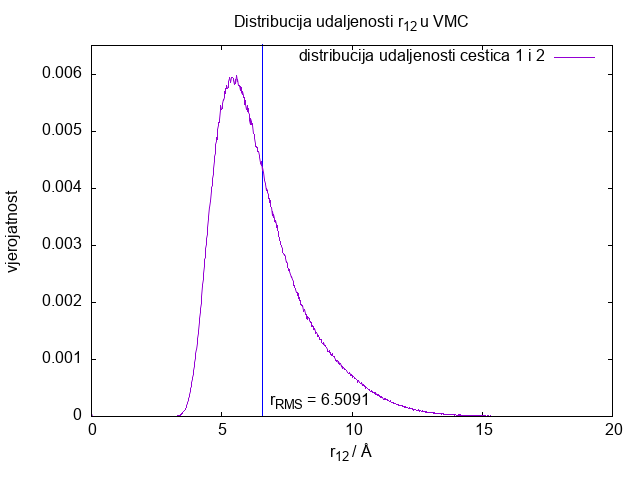 Distribucija udaljenosti r12 u VMC
distribucija udaljenosti cestica 1 i 2
0.006
0.005
0.004
0.003
0.002
0.001
0
vjerojatnost
rRMS = 6.5091
0 5 10 15 20
r12 / Å